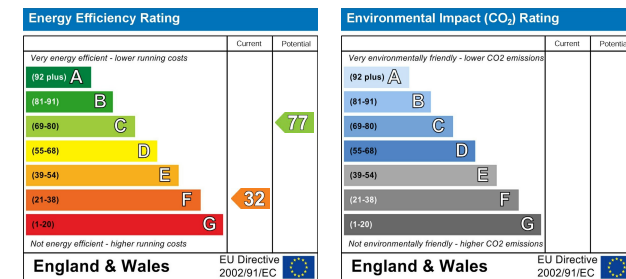 Energy Efficiency Rating
Current Potential
Very energy efficient - lower running costs
(92 plus) A
(81-91) B
(69-80) C
77
(55-68) D
(39-54) E
(21-38) F
32
(1-20) G
Not energy efficient - higher running costs
England & Wales
EU Directive
2002/91/EC
Environmental Impact (CO2) Rating
Current Potential
Very environmentally friendly - lower CO2 emissions
(92 plus) A
(81-91) B
(69-80) C
(55-68) D
(39-54) E
(21-38) F
(1-20) G
Not environmentally friendly - higher CO2 emissions
England & Wales
EU Directive
2002/91/EC